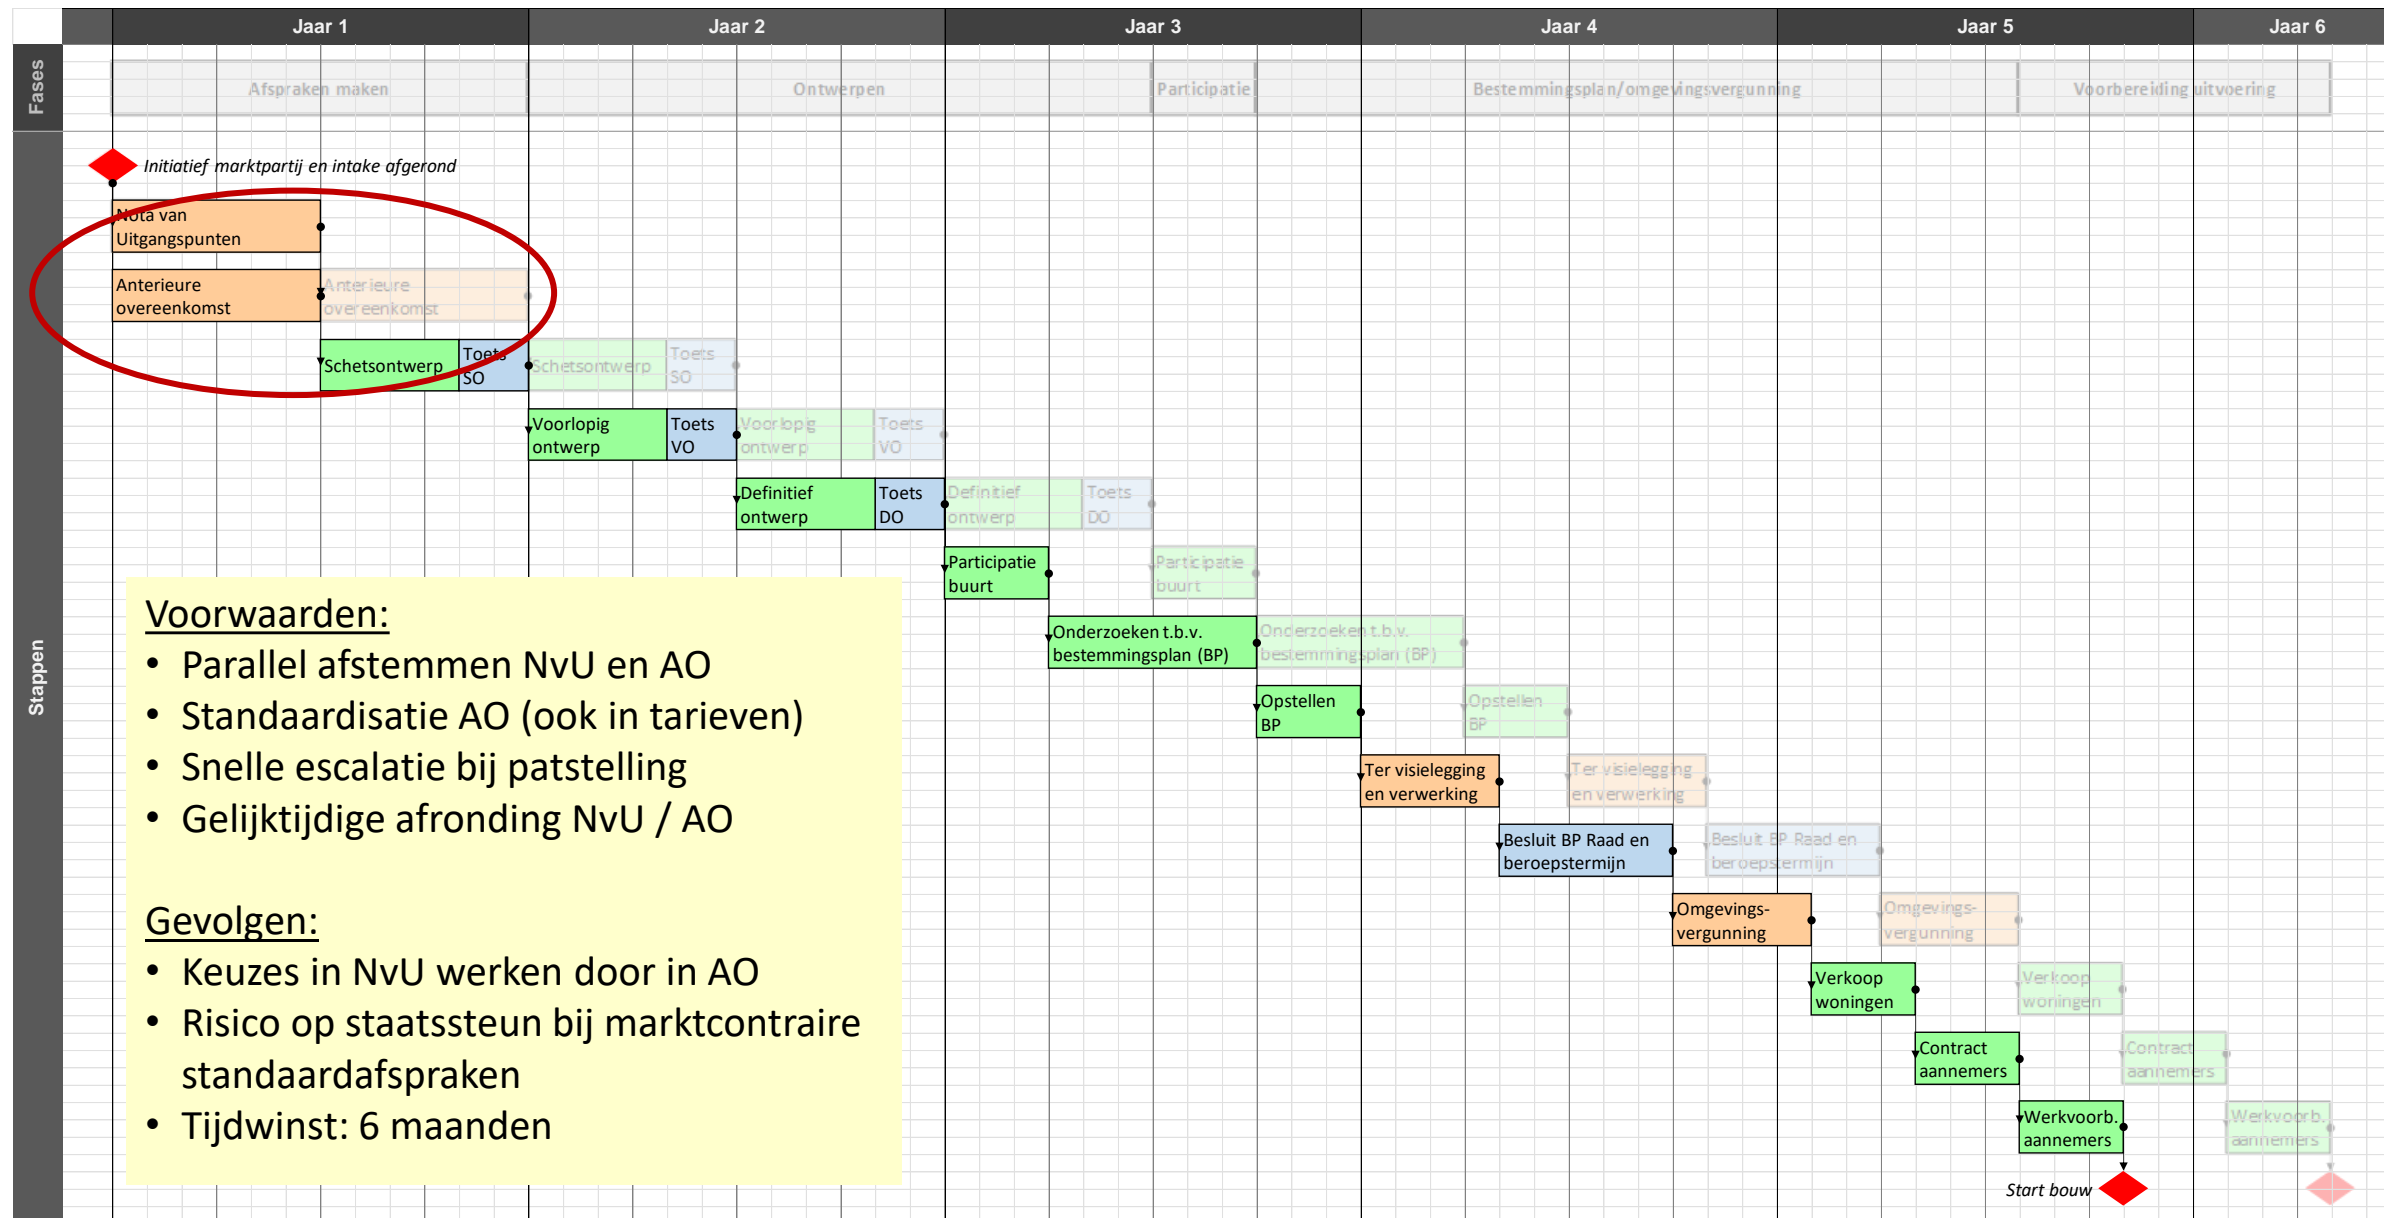 Jaar 1
Jaar 2
Jaar 3
Jaar 4
Jaar 5
Jaar 6
Fases
Afspraken maken
Ontwerpen
Participatie
Bestemmingsplan/omgevingsvergunning
Voorbereiding uitvoering
Stappen
Initiatief marktpartij en intake afgerond
Nota van
Uitgangspunten
Anterieure
overeenkomst
Anterieure
overeenkomst
Schetsontwerp
Toets
SO
Schetsontwerp
Toets
SO
Voorlopig
ontwerp
Toets
VO
Voorlopig
ontwerp
Toets
VO
Definitief
ontwerp
Toets
DO
Definitief
ontwerp
Toets
DO
Participatie
buurt
Participatie
buurt
Onderzoeken t.b.v.
bestemmingsplan (BP)
Onderzoeken t.b.v.
bestemmingsplan (BP)
Opstellen
BP
Opstellen
BP
Ter visielegging
en verwerking
Ter visielegging
en verwerking
Besluit BP Raad en
beroepstermijn
Besluit BP Raad en
beroepstermijn
Omgevings-
vergunning
Omgevings-
vergunning
Verkoop
woningen
Verkoop
woningen
Contract
aannemers
Contract
aannemers
Werkvoorb.
aannemers
Werkvoorb.
aannemers
Start bouw
Voorwaarden:
• Parallel afstemmen NvU en AO
• Standaardisatie AO (ook in tarieven)
• Snelle escalatie bij patstelling
• Gelijktijdige afronding NvU / AO
Gevolgen:
• Keuzes in NvU werken door in AO
• Risico op staatssteun bij marktcontraire
standaardafspraken
• Tijdwinst: 6 maanden